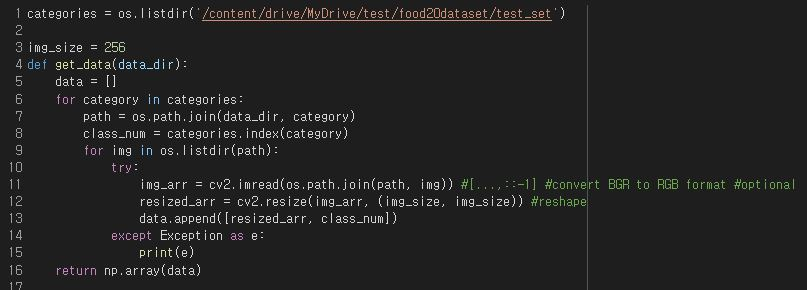 1 categories = os.listdir('/content/drive/MyDrive/test/food20dataset/test_set')
2
3 img_size = 256
4 def get_data(data_dir):
5     data = []
6     for category in categories:
7         path = os.path.join(data_dir, category)
8         class_num = categories.index(category)
9         for img in os.listdir(path):
10             try:
11                 img_arr = cv2.imread(os.path.join(path, img)) #[...,::-1] #convert BGR to RGB format #optional
12                 resized_arr = cv2.resize(img_arr, (img_size, img_size)) #reshape
13                 data.append([resized_arr, class_num])
14             except Exception as e:
15                 print(e)
16     return np.array(data)
17